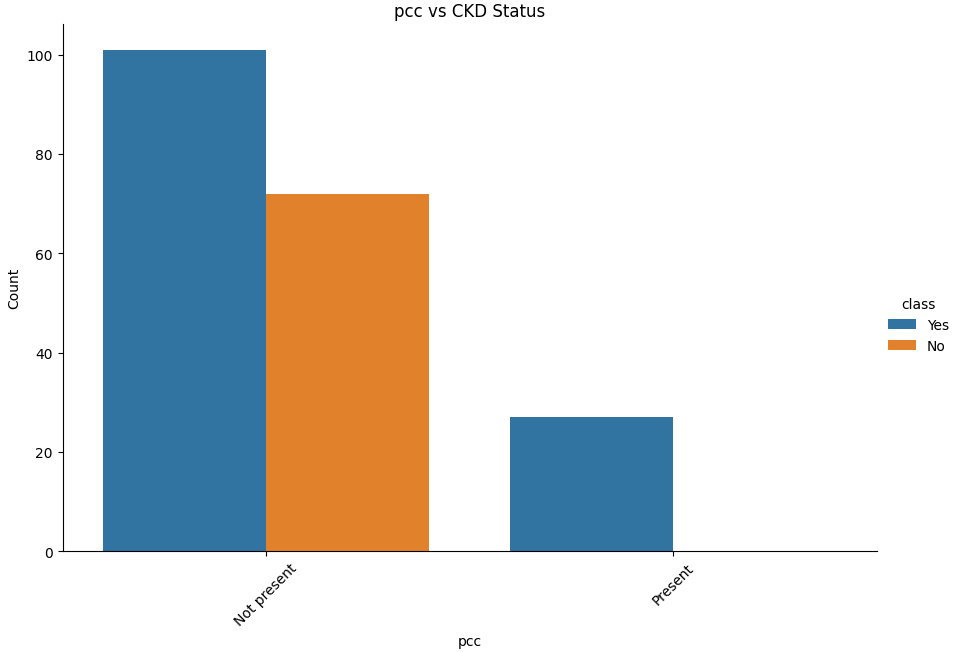 pcc vs CKD Status
100
80
60
40
20
0
Count
Not present
Present
pcc
class
Yes
No